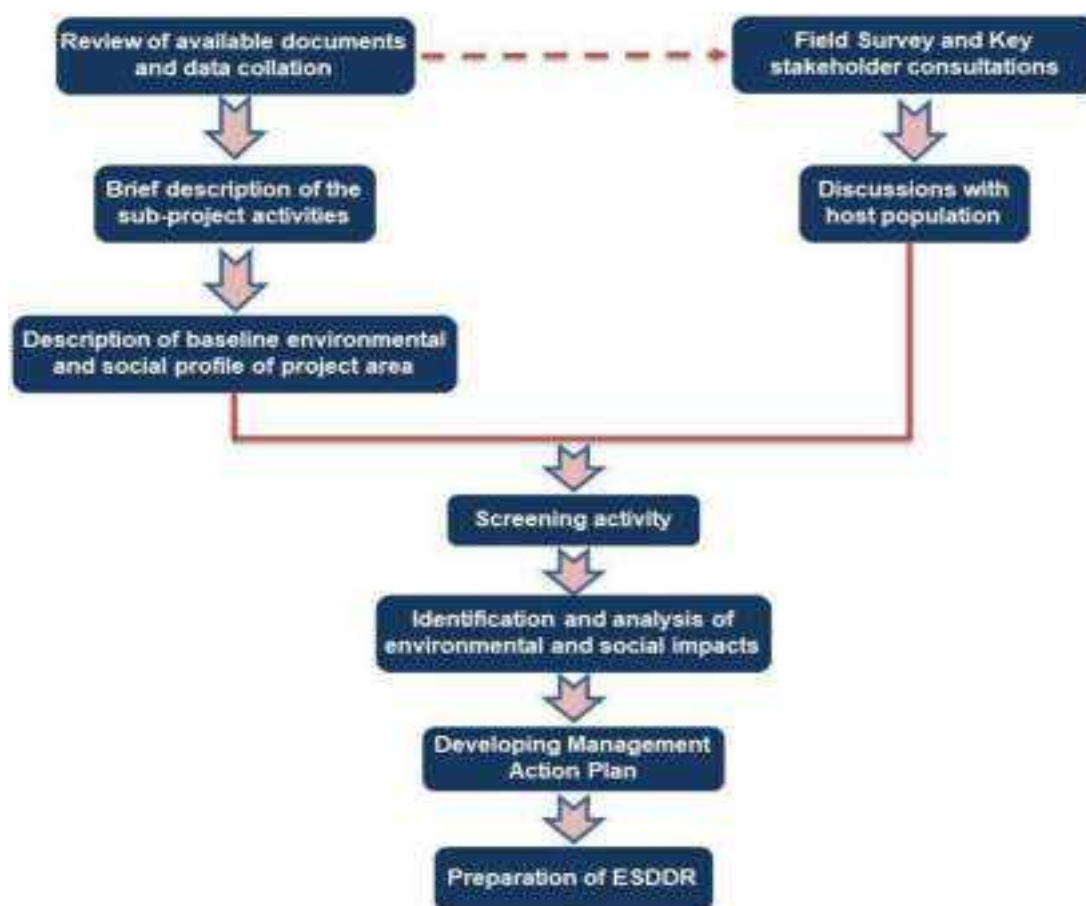 Review of available documents
and data collation
Field Survey and Key
stakeholder consultations
Brief description of the
sub-project activities
Discussions with
host population
Description of baseline environmental
and social profile of project area
Screening activity
Identification and analysis of
environmental and social impacts
Developing Management
Action Plan
Preparation of ESDDR